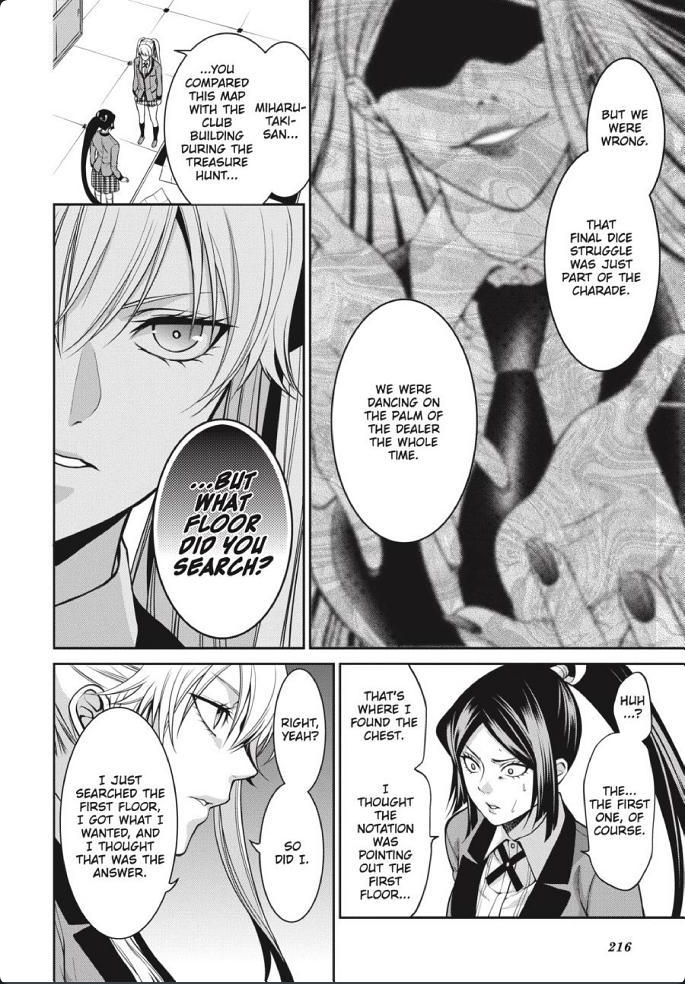 BUT WE
WERE
WRONG.
THAT
FINAL DICE
STRUGGLE
WAS JUST
PART OF THE
CHARADE.
WE WERE
DANCING ON
THE PALM OF
THE DEALER
THE WHOLE
TIME.
MIHARU-
TAKI-
SAN...
...YOU
COMPARED
THIS MAP
WITH THE
CLUB
BUILDING
DURING THE
TREASURE
HUNT...
...BUT
WHAT
FLOOR
DID YOU
SEARCH?
HUH
...?
THE...
THE FIRST
ONE, OF
COURSE.
THAT'S
WHERE I
FOUND THE
CHEST.
I
THOUGHT
THE
NOTATION
WAS
POINTING
OUT THE
FIRST
FLOOR...
RIGHT,
YEAH?
SO
DID I.
I JUST
SEARCHED THE
FIRST FLOOR,
I GOT WHAT I
WANTED, AND
I THOUGHT
THAT WAS THE
ANSWER.
216